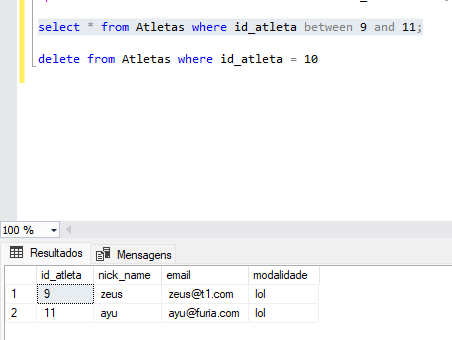 select * from Atletas where id_atleta between 9 and 11;
delete from Atletas where id_atleta = 10
100 %
Resultados Mensagens
id_atleta nick_name email modalidade
1 9 zeus zeus@t1.com lol
2 11 ayu ayu@furia.com lol